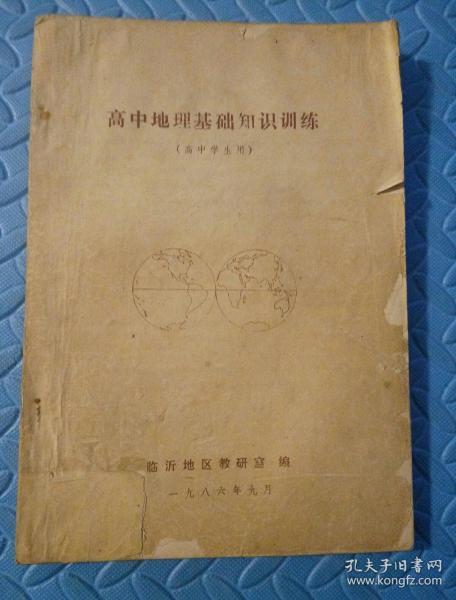 高中地理基础知识训练
(高中学生用)
临沂地区教研室 编
一九八六年九月
孔夫子旧书网
www.kongfz.com